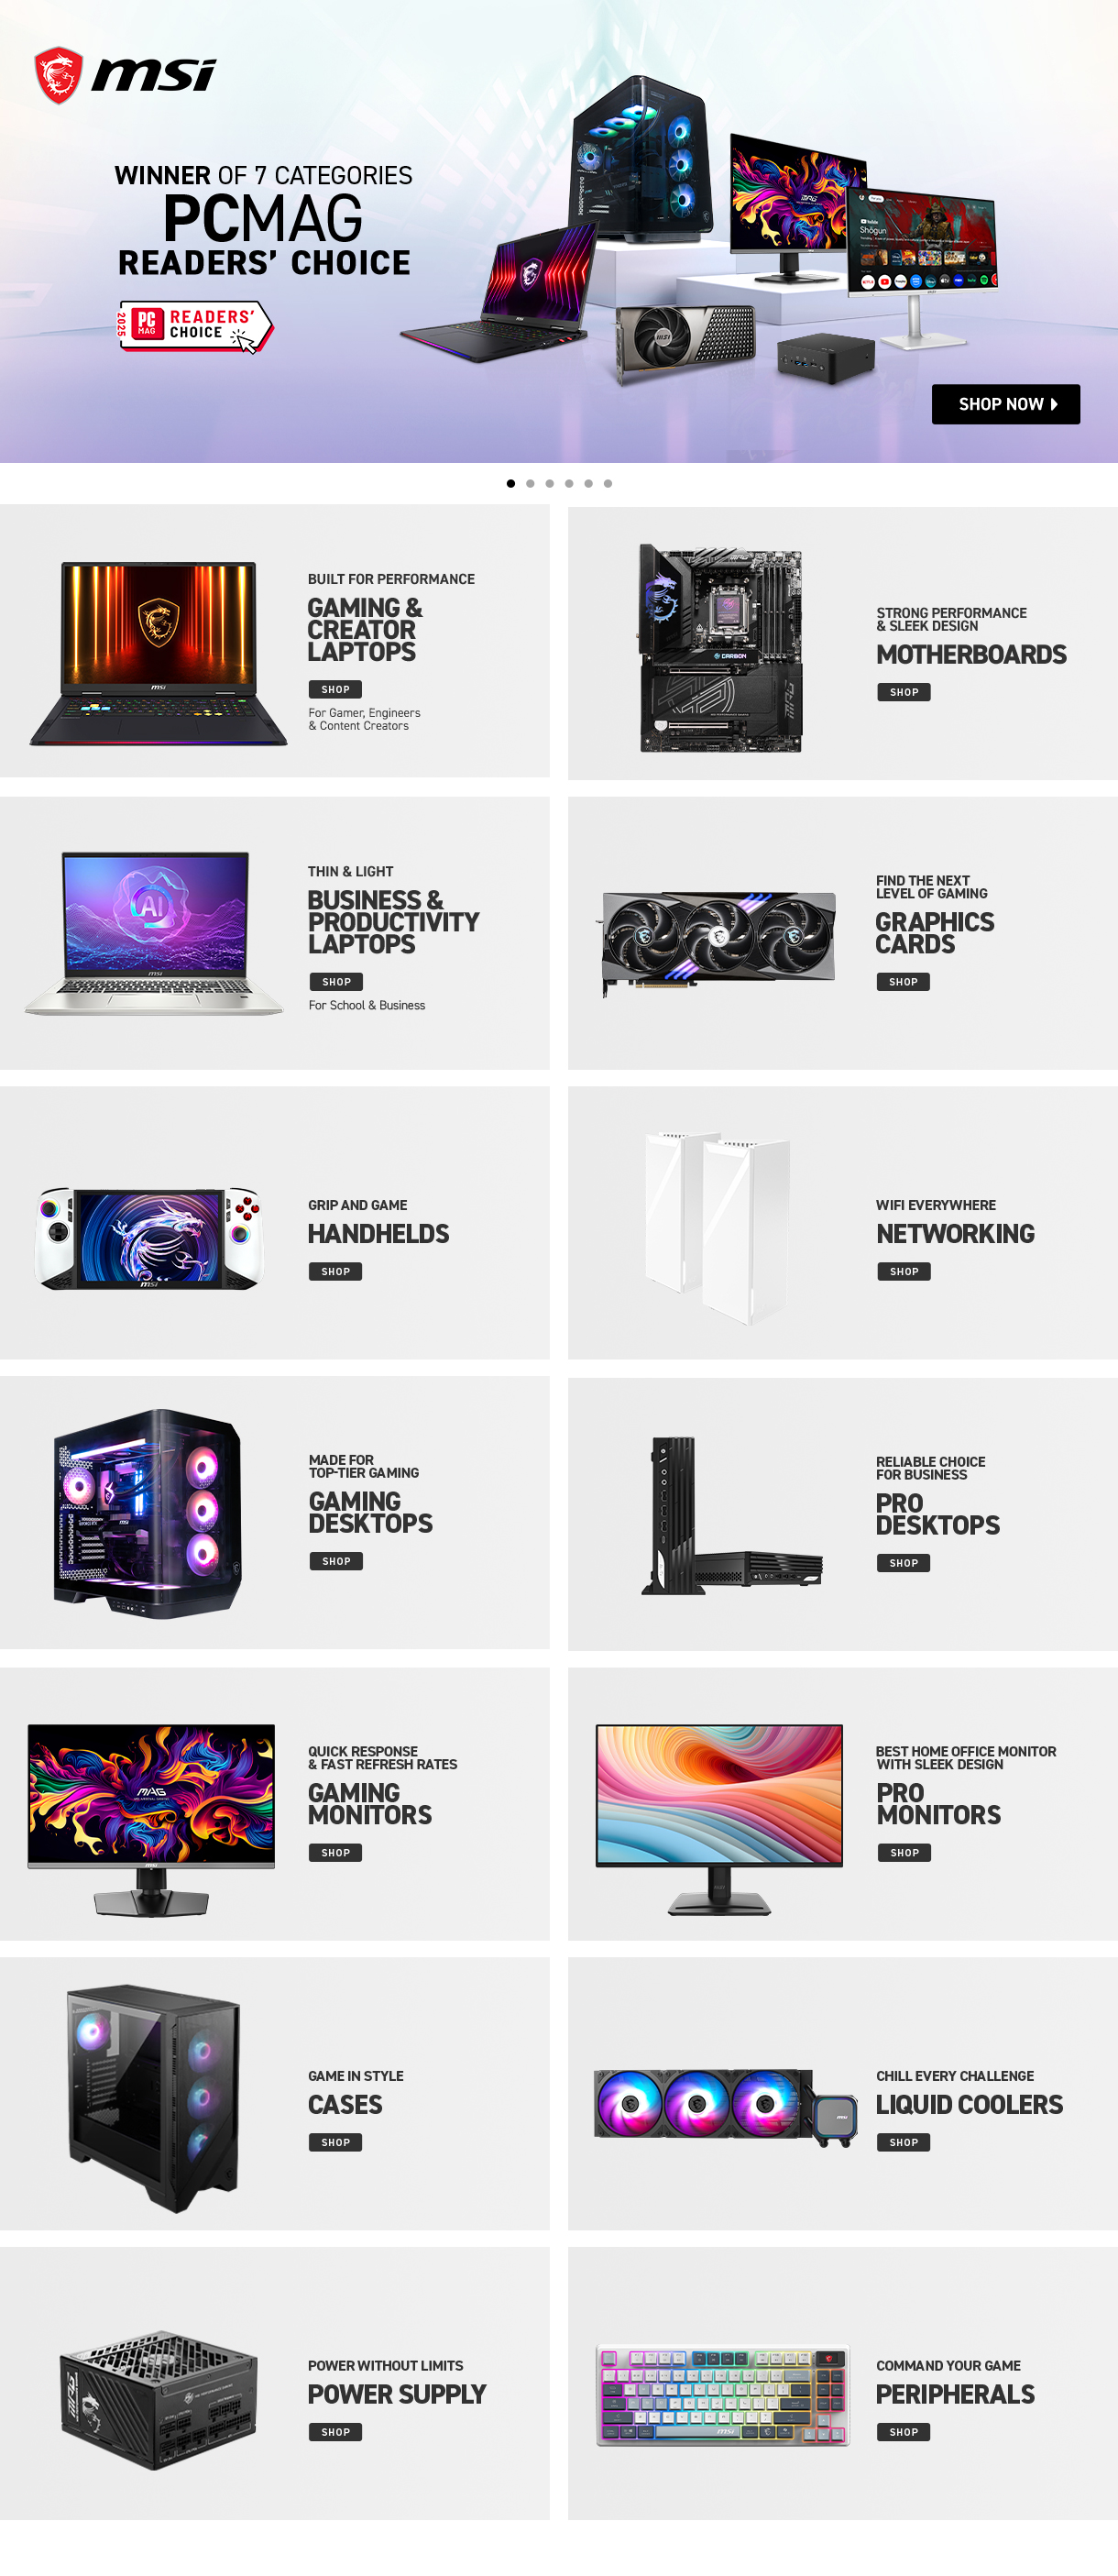 msi
WINNER OF 7 CATEGORIES
PCMAG
READERS' CHOICE
2025
PC
MAG
READERS'
CHOICE
SHOP NOW
BUILT FOR PERFORMANCE
GAMING &
CREATOR
LAPTOPS
SHOP
For Gamer, Engineers
& Content Creators
STRONG PERFORMANCE
& SLEEK DESIGN
MOTHERBOARDS
SHOP
THIN & LIGHT
BUSINESS &
PRODUCTIVITY
LAPTOPS
SHOP
For School & Business
FIND THE NEXT
LEVEL OF GAMING
GRAPHICS
CARDS
SHOP
GRIP AND GAME
HANDHELDS
SHOP
WIFI EVERYWHERE
NETWORKING
SHOP
MADE FOR
TOP-TIER GAMING
GAMING
DESKTOPS
SHOP
RELIABLE CHOICE
FOR BUSINESS
PRO
DESKTOPS
SHOP
QUICK RESPONSE
& FAST REFRESH RATES
GAMING
MONITORS
SHOP
BEST HOME OFFICE MONITOR
WITH SLEEK DESIGN
PRO
MONITORS
SHOP
GAME IN STYLE
CASES
SHOP
CHILL EVERY CHALLENGE
LIQUID COOLERS
SHOP
POWER WITHOUT LIMITS
POWER SUPPLY
SHOP
COMMAND YOUR GAME
PERIPHERALS
SHOP